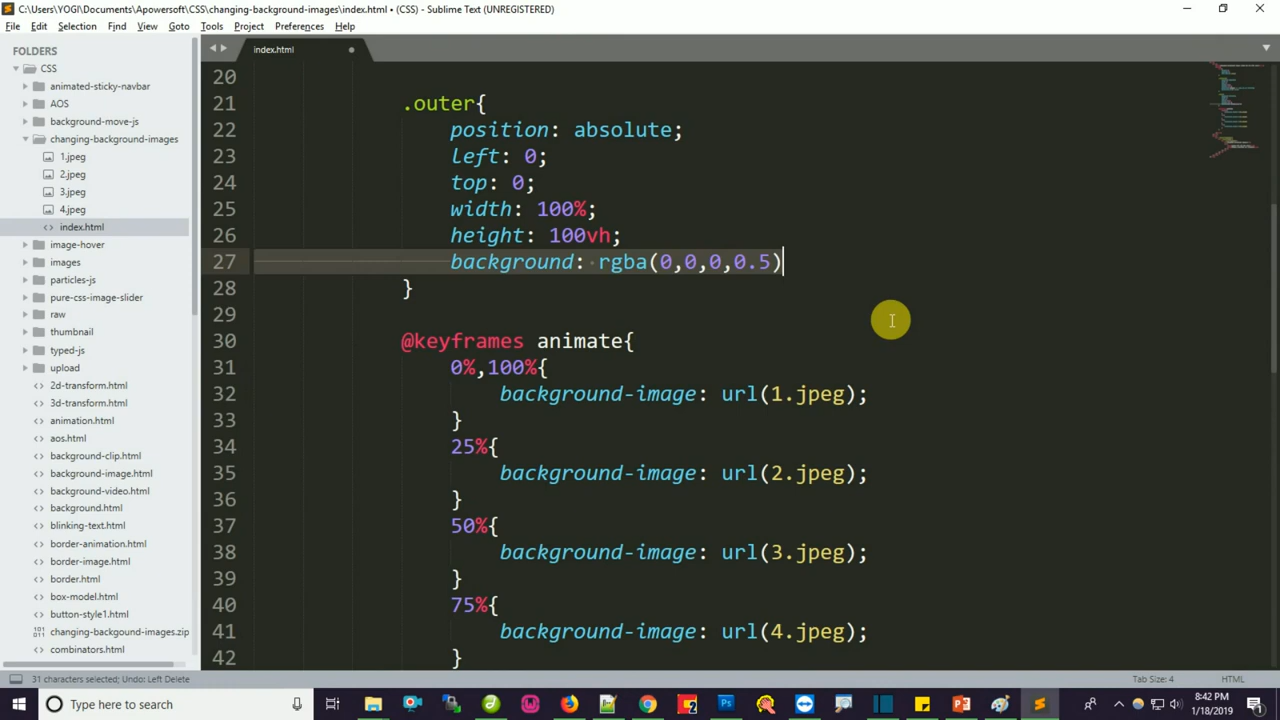 C:\Users\YOGI\Documents\Apowersoft\CSS\changing-background-images\index.html • (CSS) - Sublime Text (UNREGISTERED)
File Edit Selection Find View Goto Tools Project Preferences Help
FOLDERS
CSS
animated-sticky-navbar
AOS
background-move-js
changing-background-images
1.jpeg
2.jpeg
3.jpeg
4.jpeg
index.html
image-hover
images
particles-js
pure-css-image-slider
raw
thumbnail
typed-js
upload
2d-transform.html
3d-transform.html
animation.html
aos.html
background-clip.html
background-image.html
background-video.html
background.html
blinking-text.html
border-animation.html
border-image.html
border.html
box-model.html
button-style1.html
changing-backgound-images.zip
combinators.html
index.html
20
21 .outer{
22 position: absolute;
23 left: 0;
24 top: 0;
25 width: 100%;
26 height: 100vh;
27 background: rgba(0,0,0,0.5)
28 }
29
30 @keyframes animate{
31 0%,100%{
32 background-image: url(1.jpeg);
33 }
34 25%{
35 background-image: url(2.jpeg);
36 }
37 50%{
38 background-image: url(3.jpeg);
39 }
40 75%{
41 background-image: url(4.jpeg);
42 }
31 characters selected; Undo: Left Delete Tab Size: 4 HTML
Type here to search
8:42 PM
1/18/2019